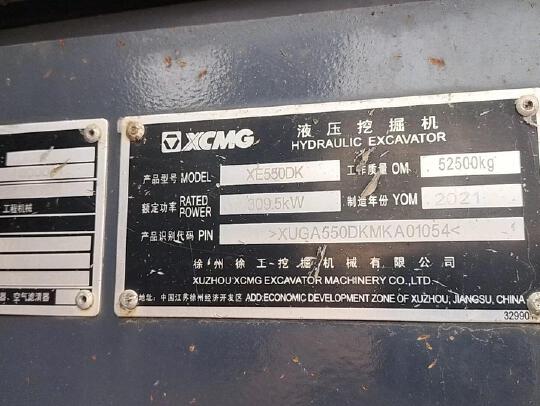 XCMG 液压挖掘机
HYDRAULIC EXCAVATOR
产品型号 MODEL XE550DK 工作质量 OM 52500kg
额定功率 RATED POWER 309.5kW 制造年份 YOM 2021
产品识别代码 PIN >XUGA550DKMKA01054<
徐州徐工挖掘机械有限公司
XUZHOU XCMG EXCAVATOR MACHINERY CO.,LTD.
地址: 中国江苏徐州经济开发区 ADD:ECONOMIC DEVELOPMENT ZONE OF XUZHOU, JIANGSU, CHINA
32990
工程机械
器、空气滤清器